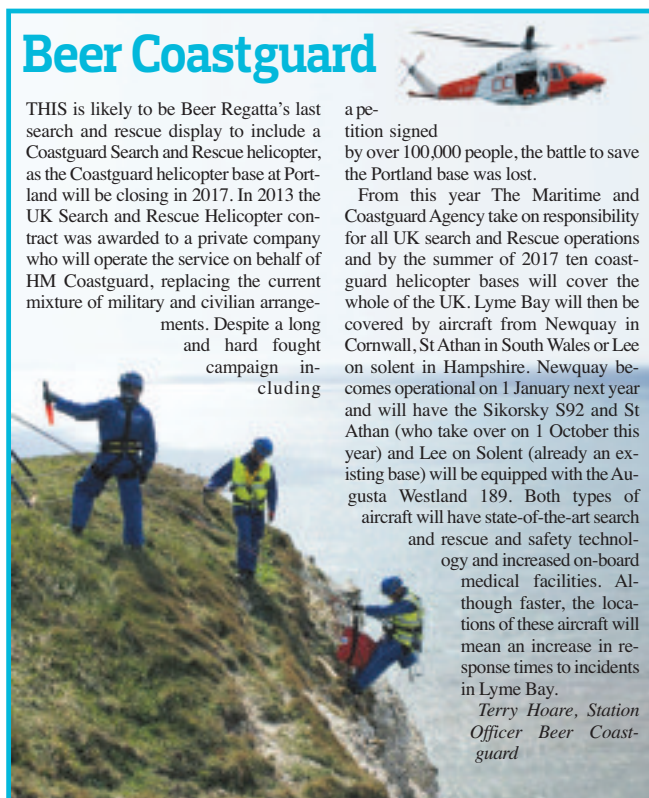 Beer Coastguard
THIS is likely to be Beer Regatta's last
search and rescue display to include a
Coastguard Search and Rescue helicopter,
as the Coastguard helicopter base at Port-
land will be closing in 2017. In 2013 the
UK Search and Rescue Helicopter con-
tract was awarded to a private company
who will operate the service on behalf of
HM Coastguard, replacing the current
mixture of military and civilian arrange-
ments. Despite a long
and hard fought
campaign in-
cluding
a pe-
tition signed
by over 100,000 people, the battle to save
the Portland base was lost.
From this year The Maritime and
Coastguard Agency take on responsibility
for all UK search and Rescue operations
and by the summer of 2017 ten coast-
guard helicopter bases will cover the
whole of the UK. Lyme Bay will then be
covered by aircraft from Newquay in
Cornwall, St Athan in South Wales or Lee
on solent in Hampshire. Newquay be-
comes operational on 1 January next year
and will have the Sikorsky S92 and St
Athan (who take over on 1 October this
year) and Lee on Solent (already an ex-
isting base) will be equipped with the Au-
gusta Westland 189. Both types of
aircraft will have state-of-the-art search
and rescue and safety technol-
ogy and increased on-board
medical facilities. Al-
though faster, the loca-
tions of these aircraft will
mean an increase in re-
sponse times to incidents
in Lyme Bay.
Terry Hoare, Station
Officer Beer Coast-
guard